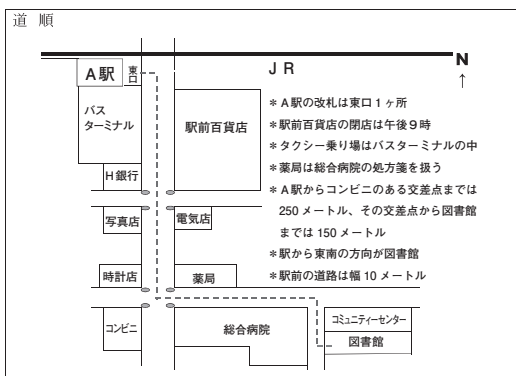 道 順
A駅
東口
J R
N
↑
バス
ターミナル
駅前百貨店
H銀行
写真店
電気店
時計店
薬局
コンビニ
総合病院
コミュニティーセンター
図書館
＊A駅の改札は東口1ヶ所
＊駅前百貨店の閉店は午後9時
＊タクシー乗り場はバスターミナルの中
＊薬局は総合病院の処方箋を扱う
＊A駅からコンビニのある交差点までは
250メートル、その交差点から図書館
までは150メートル
＊駅から東南の方向が図書館
＊駅前の道路は幅10メートル